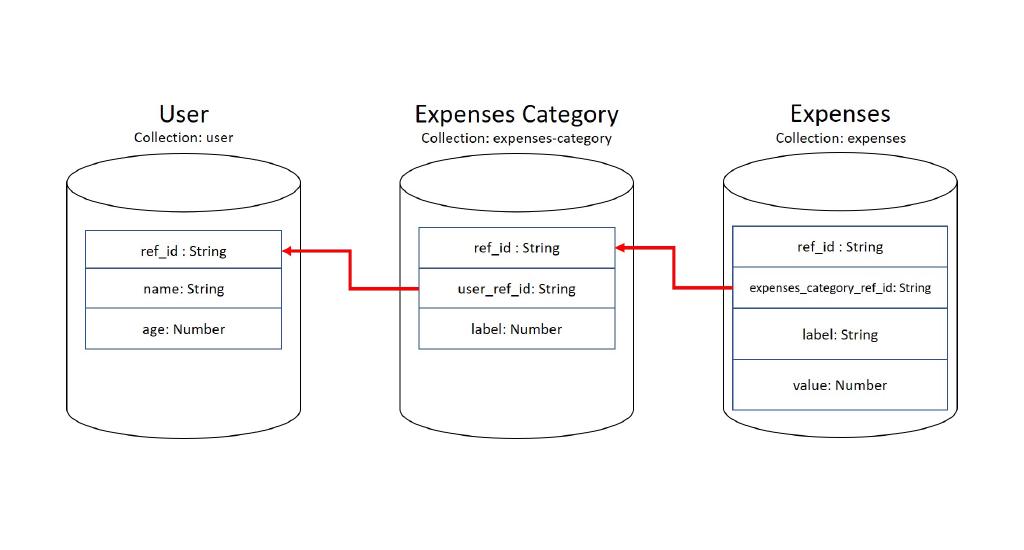 User
Collection: user
ref_id : String
name: String
age: Number
Expenses Category
Collection: expenses-category
ref_id : String
user_ref_id: String
label: Number
Expenses
Collection: expenses
ref_id : String
expenses_category_ref_id: String
label: String
value: Number